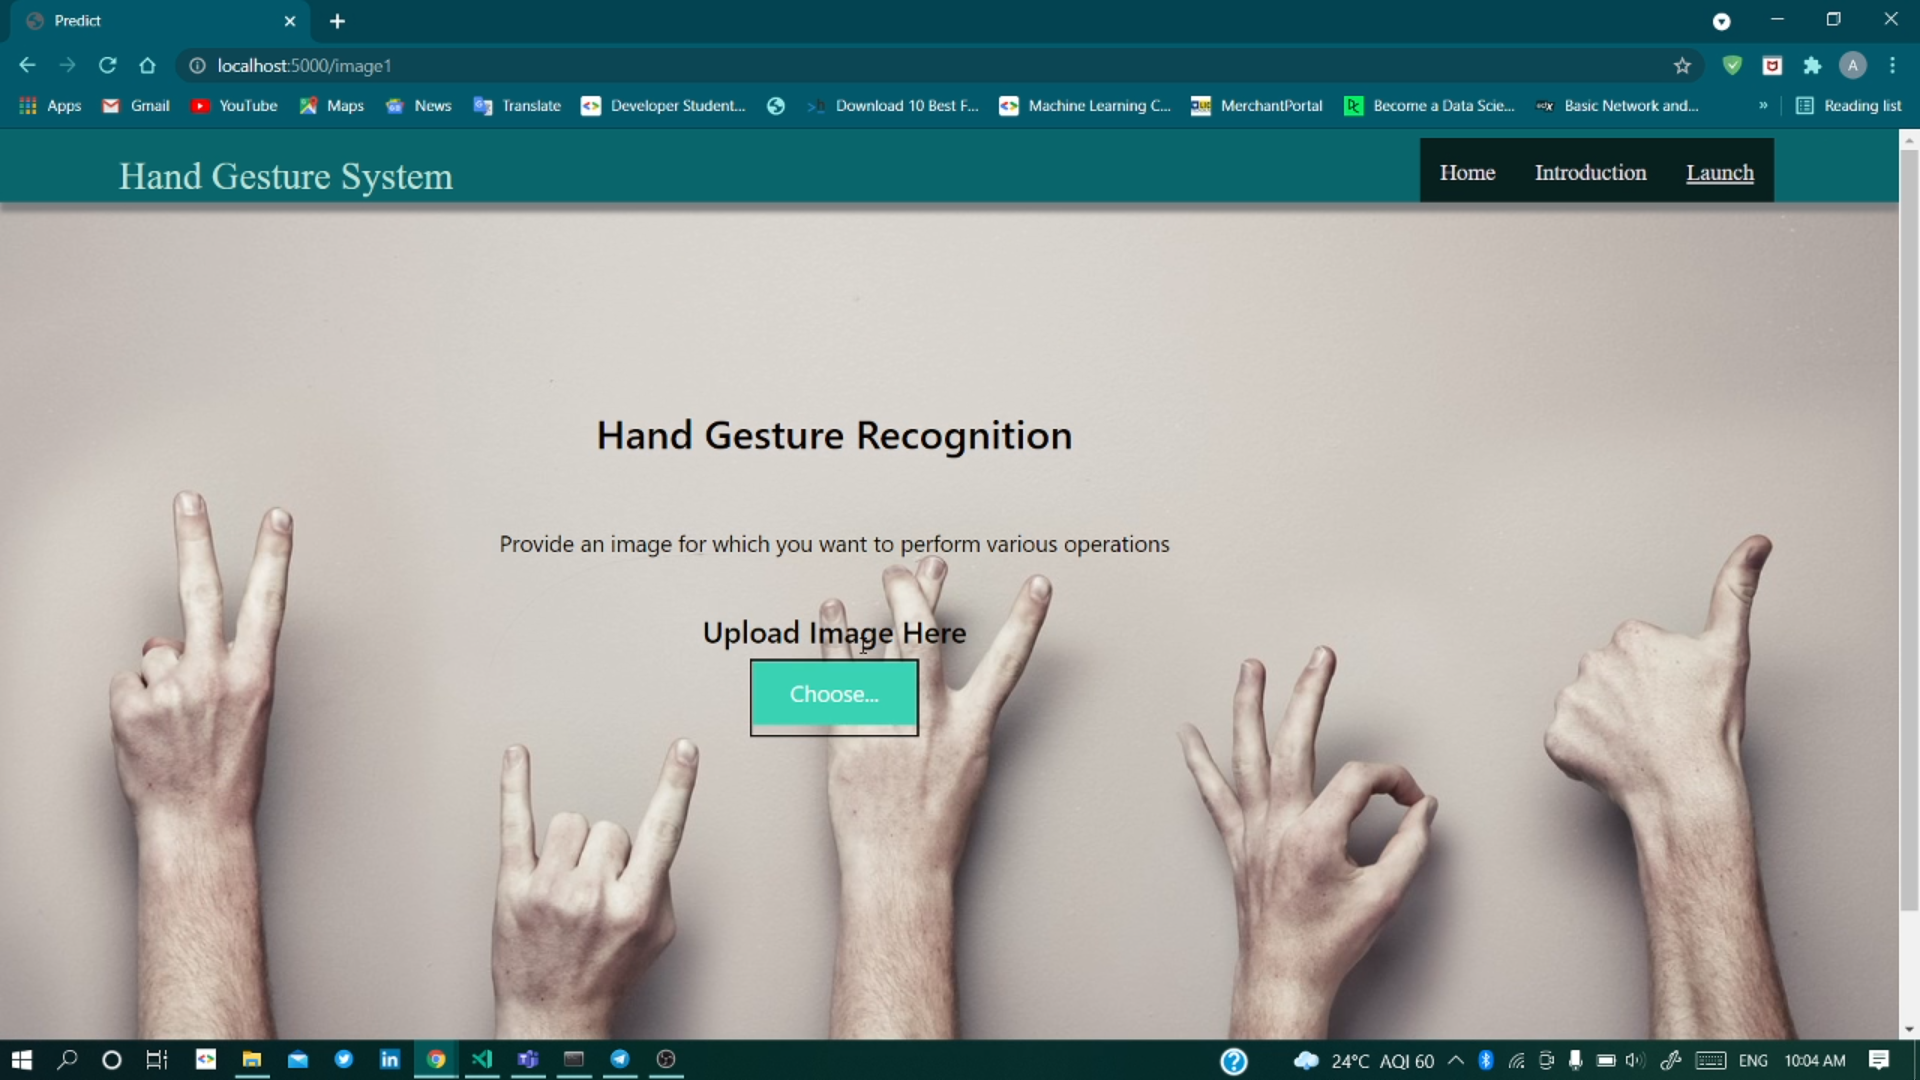 Predict
localhost:5000/image1
Apps Gmail YouTube Maps News Translate Developer Student... Download 10 Best F... Machine Learning C... MerchantPortal Become a Data Scie... Basic Network and... » Reading list
Hand Gesture System
Home Introduction Launch
Hand Gesture Recognition
Provide an image for which you want to perform various operations
Upload Image Here
Choose...
24°C AQI 60 ENG 10:04 AM